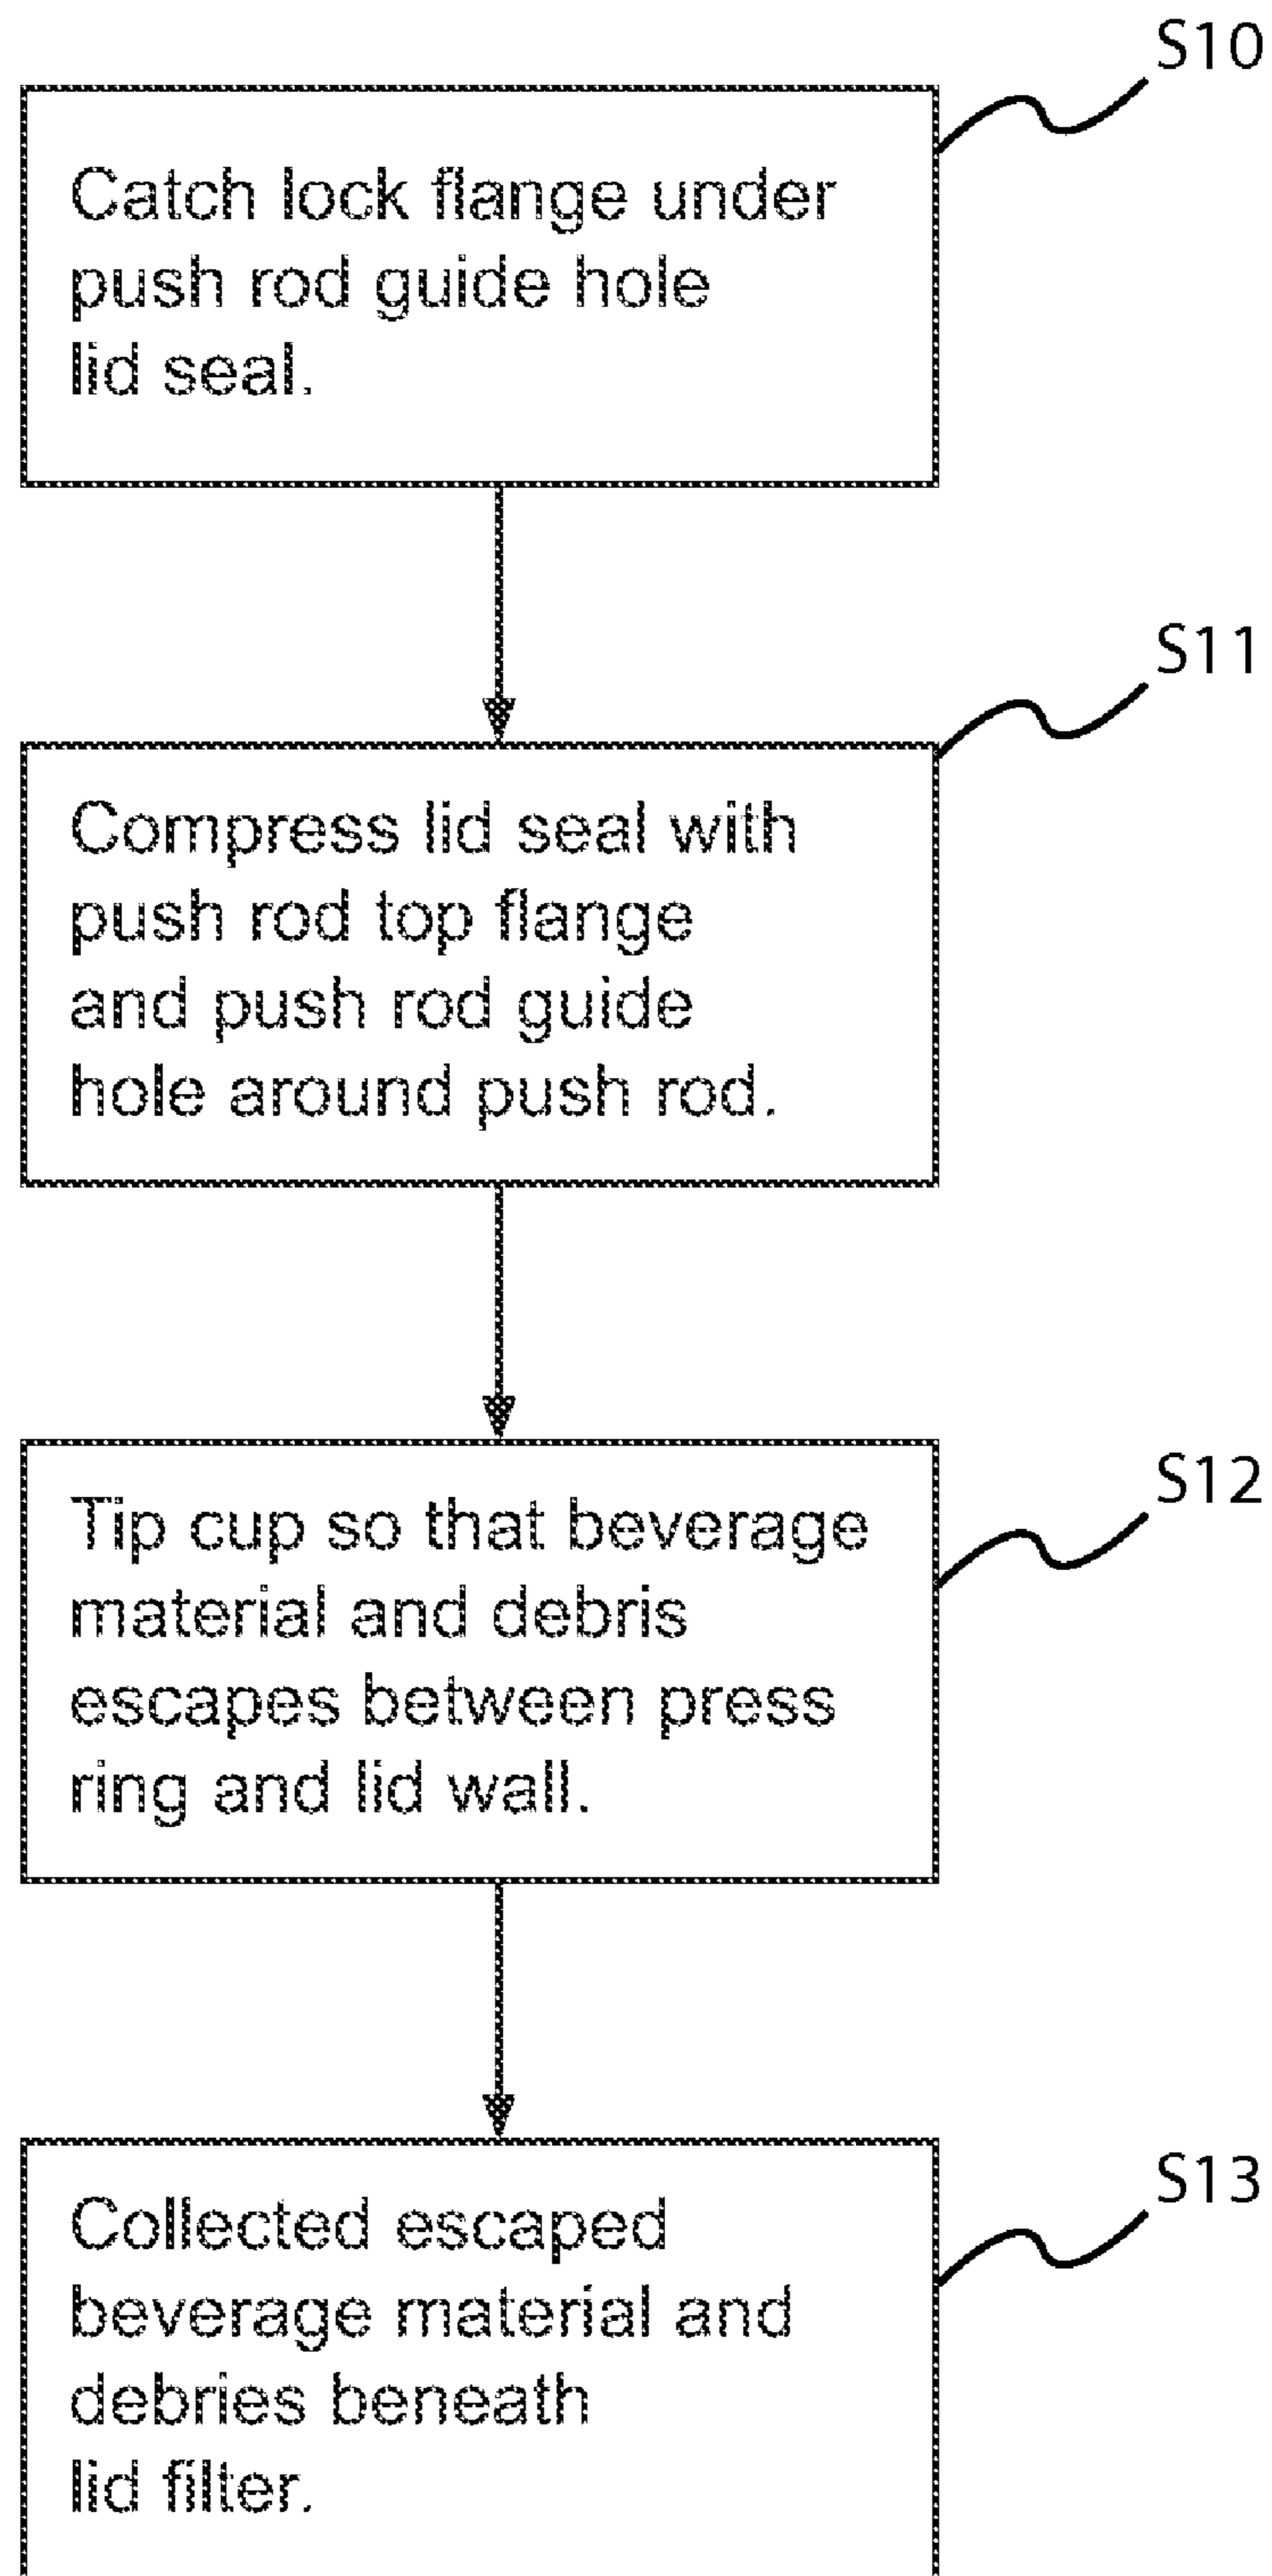 S10
Catch lock flange under
push rod guide hole
lid seal.
S11
Compress lid seal with
push rod top flange
and push rod guide
hole around push rod.
S12
Tip cup so that beverage
material and debris
escapes between press
ring and lid wall.
S13
Collected escaped
beverage material and
debries beneath
lid filter.